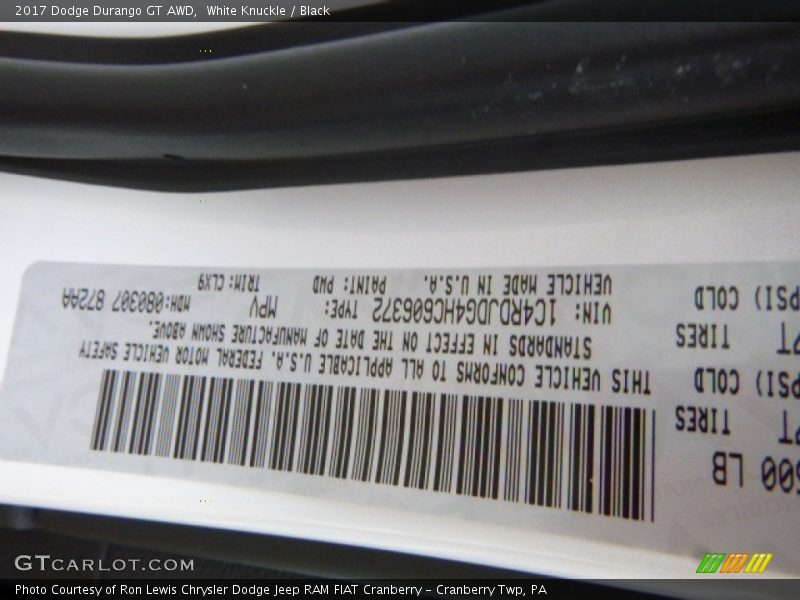 2017 Dodge Durango GT AWD,  White Knuckle / Black
600 LB
TIRES
PSI) COLD
TIRES
PSI) COLD
THIS VEHICLE CONFORMS TO ALL APPLICABLE U.S.A. FEDERAL MOTOR VEHICLE SAFETY
STANDARDS IN EFFECT ON THE DATE OF MANUFACTURE SHOWN ABOVE.
VIN: 1C4RDJDG4HC606372 TYPE: MPV MDH:080307 872AA
VEHICLE MADE IN U.S.A. PAINT: PWD TRIM: CLX9
GTCARLOT.COM
Photo Courtesy of Ron Lewis Chrysler Dodge Jeep RAM FIAT Cranberry – Cranberry Twp, PA